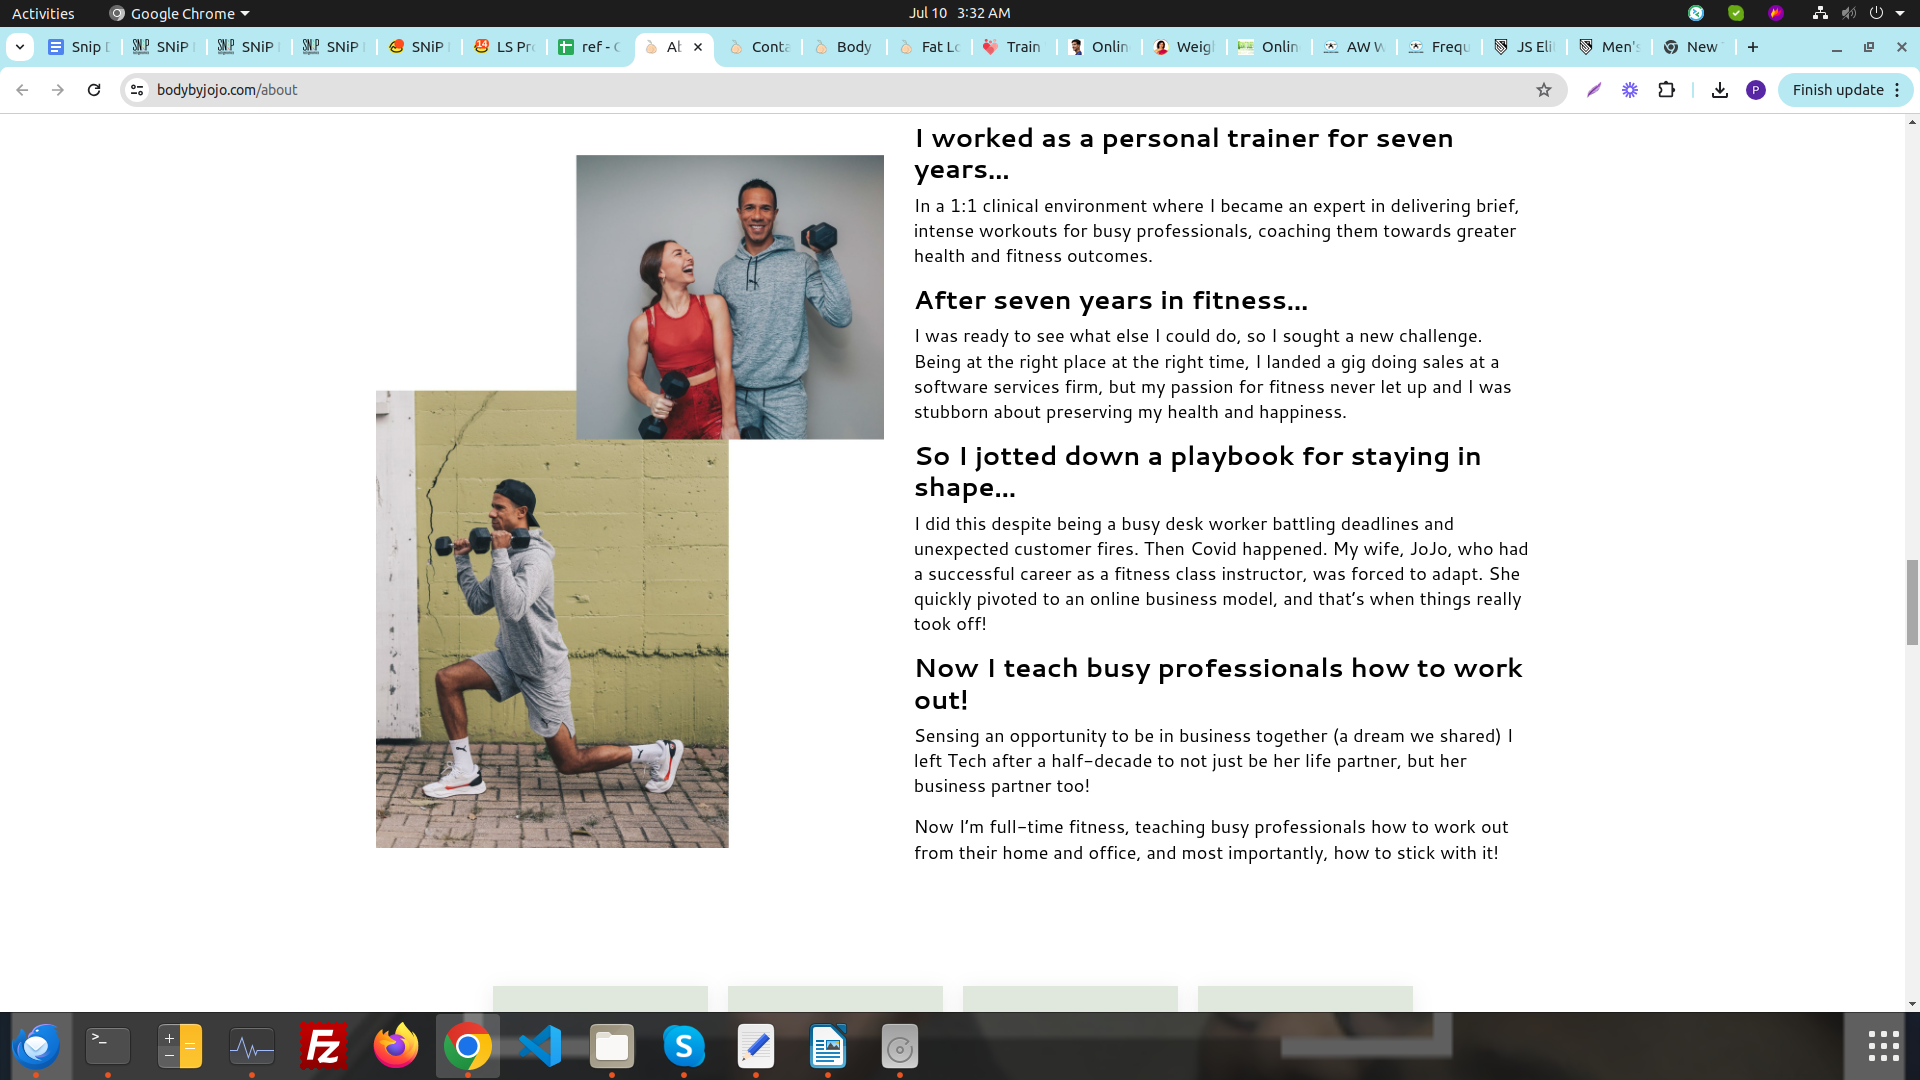 Activities
Google Chrome
Jul 10 3:32 AM
Snip D
SNiP
SNiP
SNiP
SNiP
LS Pr
ref - C
Ab
Conta
Body
Fat Lo
Train
Onlin
Weigh
Onlin
AW W
Frequ
JS Eli
Men's
New
bodybyjojo.com/about
P
Finish update
I worked as a personal trainer for seven
years...
In a 1:1 clinical environment where I became an expert in delivering brief,
intense workouts for busy professionals, coaching them towards greater
health and fitness outcomes.
After seven years in fitness...
I was ready to see what else I could do, so I sought a new challenge.
Being at the right place at the right time, I landed a gig doing sales at a
software services firm, but my passion for fitness never let up and I was
stubborn about preserving my health and happiness.
So I jotted down a playbook for staying in
shape...
I did this despite being a busy desk worker battling deadlines and
unexpected customer fires. Then Covid happened. My wife, JoJo, who had
a successful career as a fitness class instructor, was forced to adapt. She
quickly pivoted to an online business model, and that's when things really
took off!
Now I teach busy professionals how to work
out!
Sensing an opportunity to be in business together (a dream we shared) I
left Tech after a half-decade to not just be her life partner, but her
business partner too!
Now I'm full-time fitness, teaching busy professionals how to work out
from their home and office, and most importantly, how to stick with it!